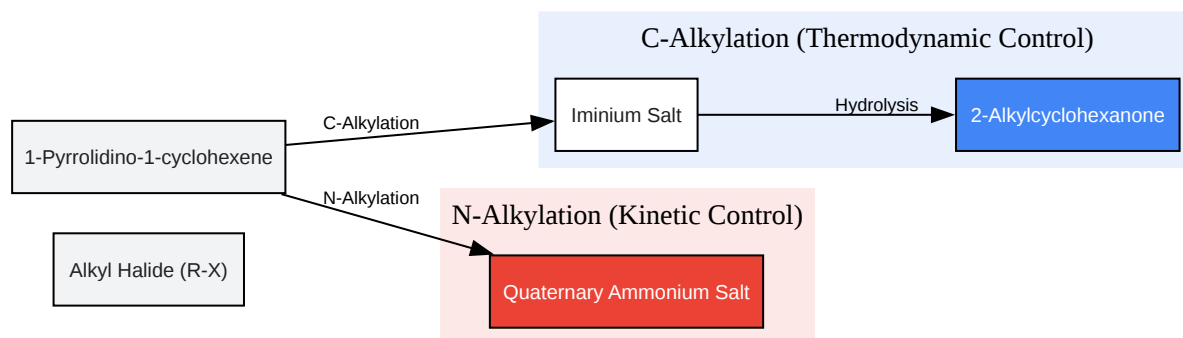 C-Alkylation (Thermodynamic Control)
Iminium Salt
Hydrolysis
2-Alkylcyclohexanone
C-Alkylation
1-Pyrrolidino-1-cyclohexene
N-Alkylation
N-Alkylation (Kinetic Control)
Alkyl Halide (R-X)
Quaternary Ammonium Salt